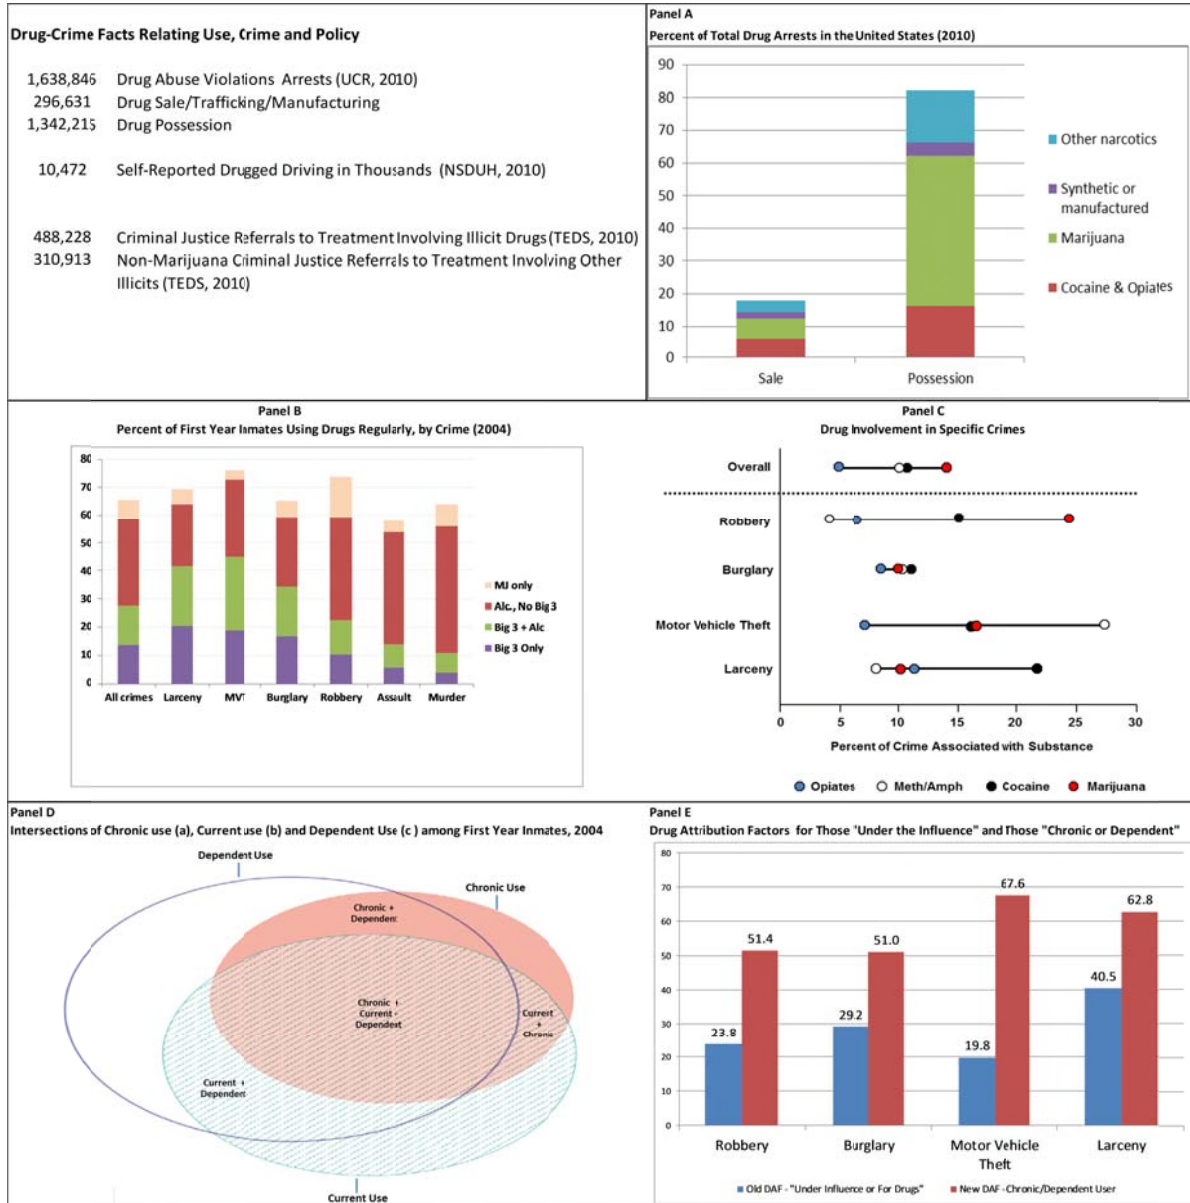 Drug-Crime Facts Relating Use, Crime and Policy
1,638,846 Drug Abuse Violations Arrests (UCR, 2010)
296,631 Drug Sale/Trafficking/Manufacturing
1,342,215 Drug Possession
10,472 Self-Reported Drugged Driving in Thousands (NSDUH, 2010)
488,228 Criminal Justice Referrals to Treatment Involving Illicit Drugs (TEDS, 2010)
310,913 Non-Marijuana Criminal Justice Referrals to Treatment Involving Other
Illicits (TEDS, 2010)
Panel A
Percent of Total Drug Arrests in the United States (2010)
90
80
70
60
50
40
30
20
10
0
Sale Possession
Other narcotics
Synthetic or
manufactured
Marijuana
Cocaine & Opiates
Panel B
Percent of First Year Inmates Using Drugs Regularly, by Crime (2004)
80
70
60
50
40
30
20
10
0
All crimes Larceny MVT Burglary Robbery Assault Murder
MJ only
Alc., No Big 3
Big 3 + Alc
Big 3 Only
Panel C
Drug Involvement in Specific Crimes
Overall
Robbery
Burglary
Motor Vehicle Theft
Larceny
0 5 10 15 20 25 30
Percent of Crime Associated with Substance
Opiates Meth/Amph Cocaine Marijuana
Panel D
Intersections of Chronic use (a), Current use (b) and Dependent Use (c ) among First Year Inmates, 2004
Dependent Use
Chronic Use
Chronic +
Dependent
Chronic +
Current -
Dependent
Current
+
Chronic
Current +
Dependent
Current Use
Panel E
Drug Attribution Factors for Those "Under the Influence" and Those "Chronic or Dependent"
80
70
60
50
40
30
20
10
0
23.8 51.4
29.2 51.0
19.8 67.6
40.5 62.8
Robbery Burglary Motor Vehicle Larceny
Theft
Old DAF - "Under Influence or For Drugs" New DAF - Chronic/Dependent User